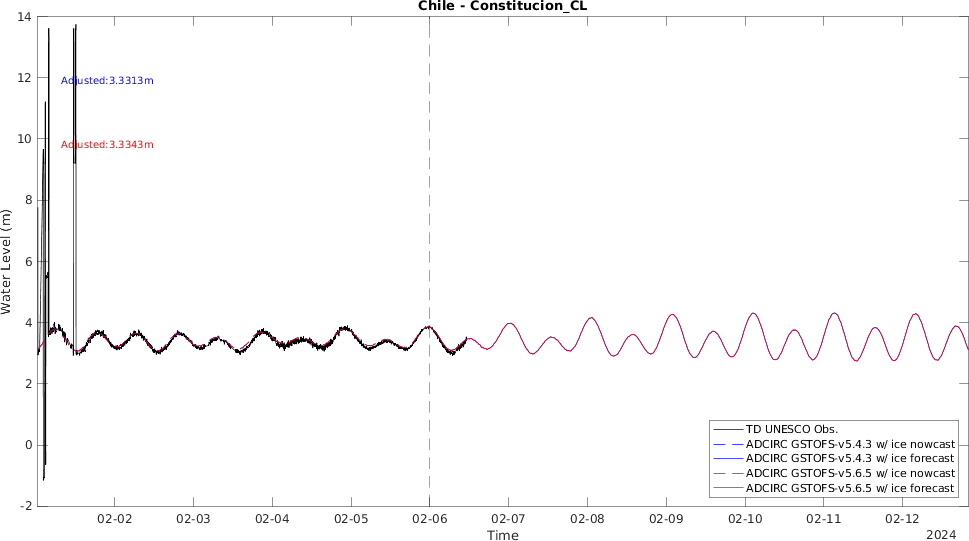 Chile - Constitucion_CL
14
12
10
8
6
4
2
0
-2
Water Level (m)
Adjusted:3.3313m
Adjusted:3.3343m
TD UNESCO Obs.
ADCIRC GSTOFS-v5.4.3 w/ ice nowcast
ADCIRC GSTOFS-v5.4.3 w/ ice forecast
ADCIRC GSTOFS-v5.6.5 w/ ice nowcast
ADCIRC GSTOFS-v5.6.5 w/ ice forecast
02-02 02-03 02-04 02-05 02-06 02-07 02-08 02-09 02-10 02-11 02-12
Time
2024